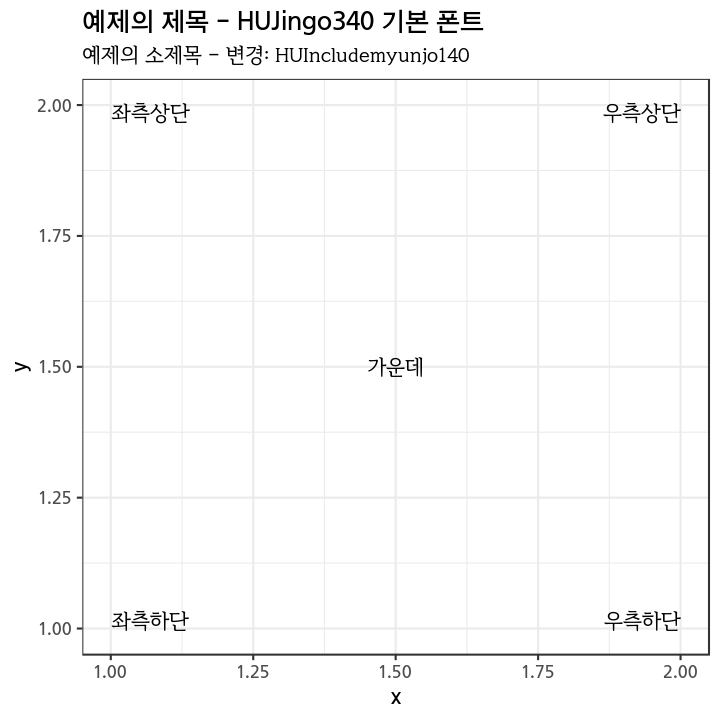 예제의 제목 - HUJingo340 기본 폰트
예제의 소제목 - 변경: HUIncludemyunjo140
2.00
좌측상단 우측상단
1.75
y 1.50 가운데
1.25
1.00 좌측하단 우측하단
1.00 1.25 1.50 1.75 2.00
x